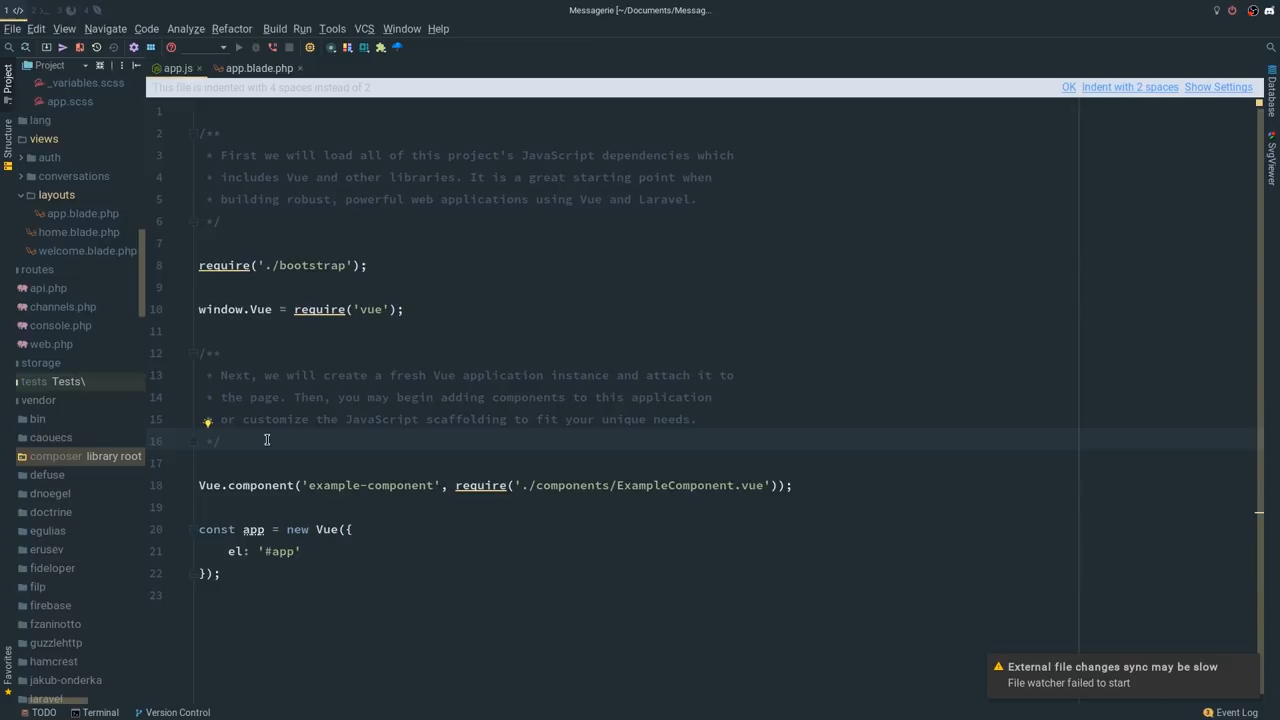 1 </> 2 3 4
Messagerie [~/Documents/Messag...
File Edit View Navigate Code Analyze Refactor Build Run Tools VCS Window Help
Project
app.js
app.blade.php
This file is indented with 4 spaces instead of 2
OK Indent with 2 spaces Show Settings
Project
Structure
Favorites
Database
SvgViewer
_variables.scss
app.scss
lang
views
auth
conversations
layouts
app.blade.php
home.blade.php
welcome.blade.php
routes
api.php
channels.php
console.php
web.php
storage
tests Tests\
vendor
bin
caouecs
composer library root
defuse
dnoegel
doctrine
egulias
erusev
fideloper
filp
firebase
fzaninotto
guzzlehttp
hamcrest
jakub-onderka
laravel
1
2 /**
3 * First we will load all of this project's JavaScript dependencies which
4 * includes Vue and other libraries. It is a great starting point when
5 * building robust, powerful web applications using Vue and Laravel.
6 */
7
8 require('./bootstrap');
9
10 window.Vue = require('vue');
11
12 /**
13 * Next, we will create a fresh Vue application instance and attach it to
14 * the page. Then, you may begin adding components to this application
15 * or customize the JavaScript scaffolding to fit your unique needs.
16 */
17
18 Vue.component('example-component', require('./components/ExampleComponent.vue'));
19
20 const app = new Vue({
21 el: '#app'
22 });
23
External file changes sync may be slow
File watcher failed to start
TODO Terminal Version Control Event Log